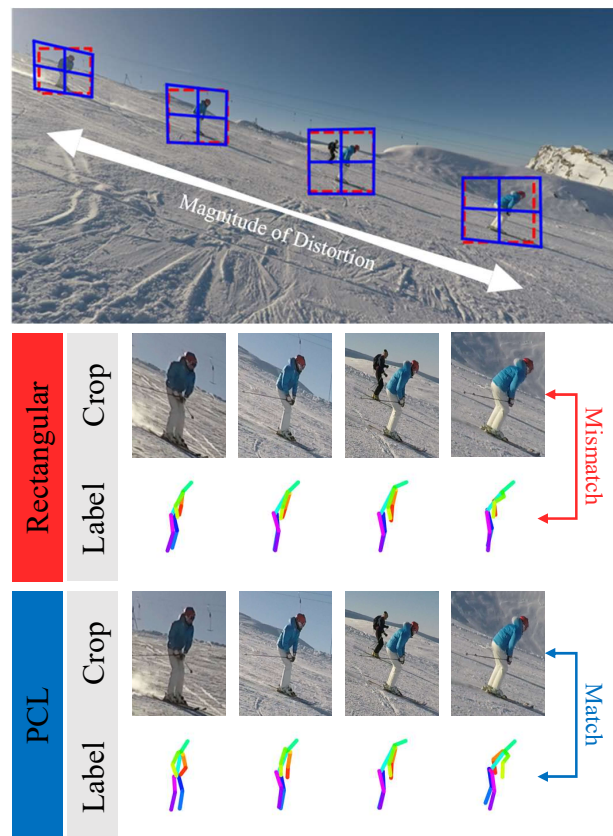 Magnitude of Distortion
Rectangular
Crop
Label
Mismatch
PCL
Crop
Label
Match